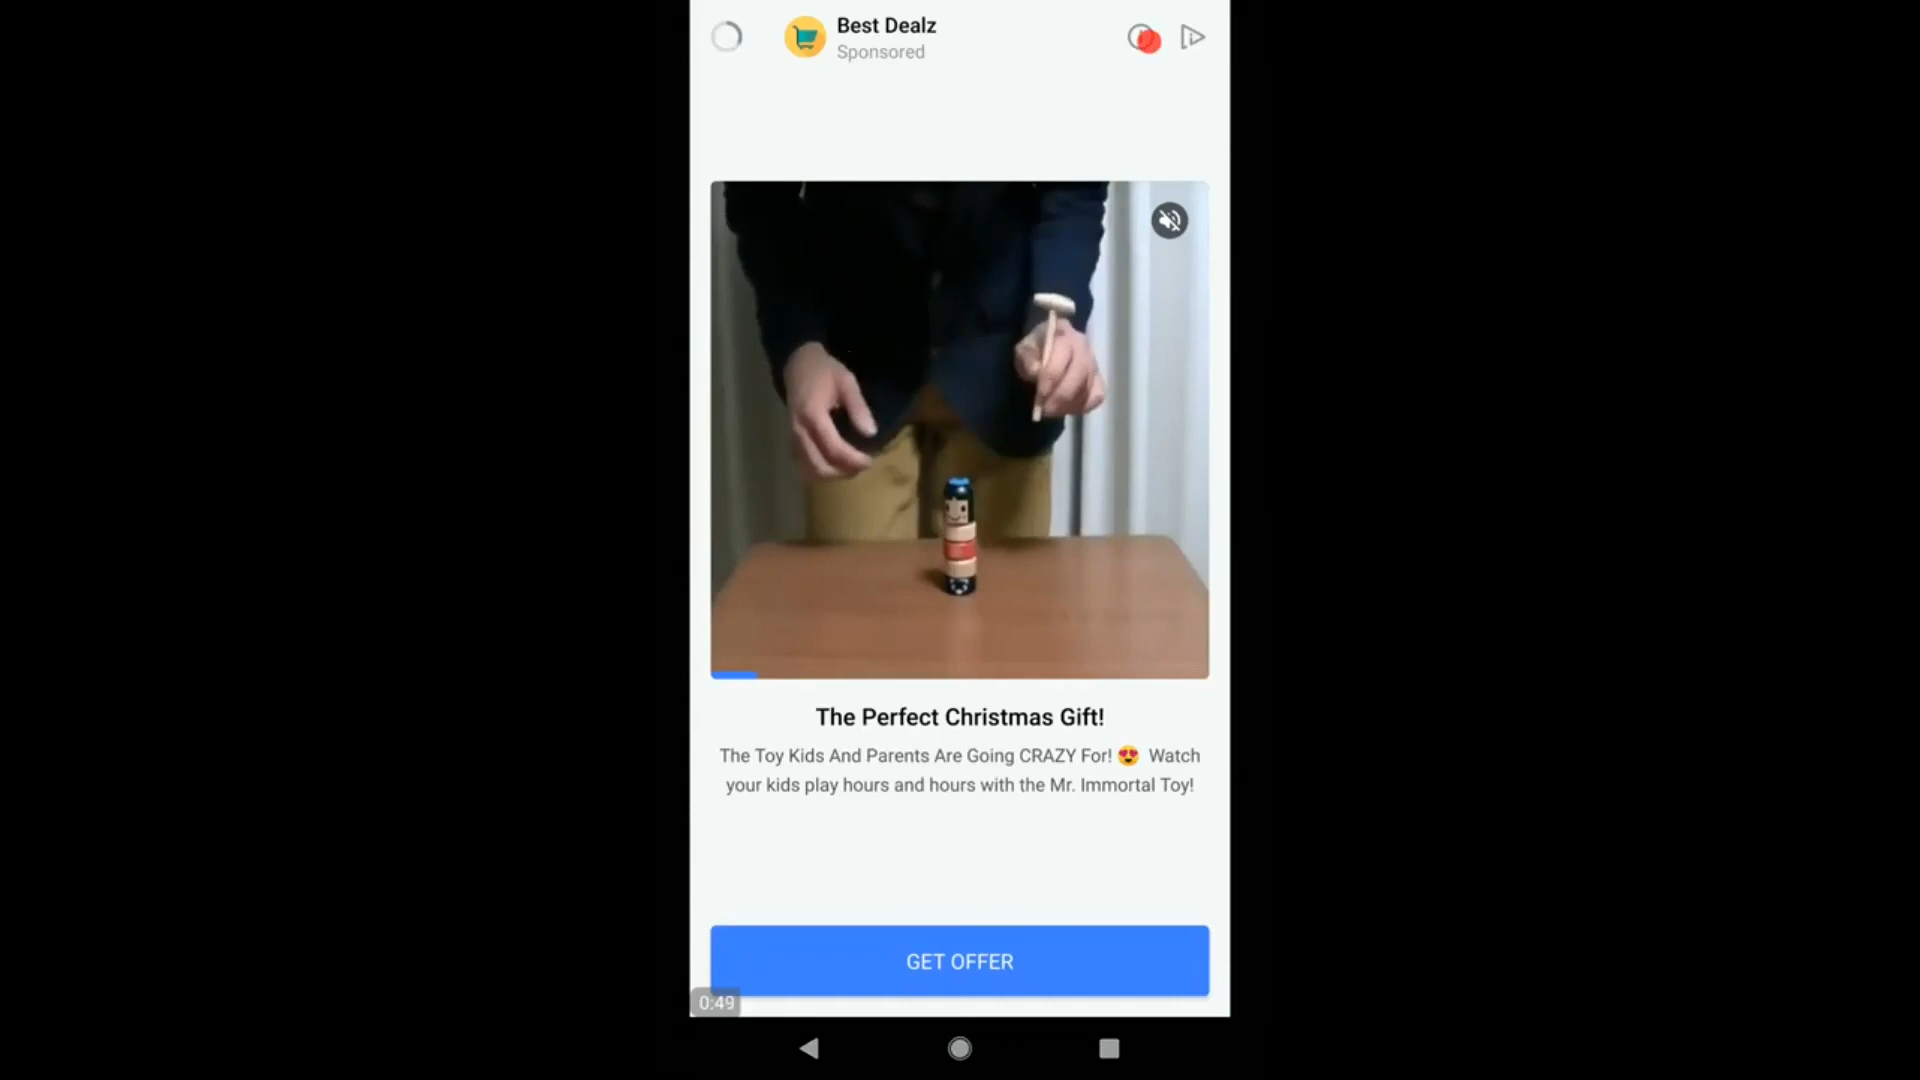 Best Dealz
Sponsored
The Perfect Christmas Gift!
The Toy Kids And Parents Are Going CRAZY For! 😍 Watch
your kids play hours and hours with the Mr. Immortal Toy!
GET OFFER
0:49